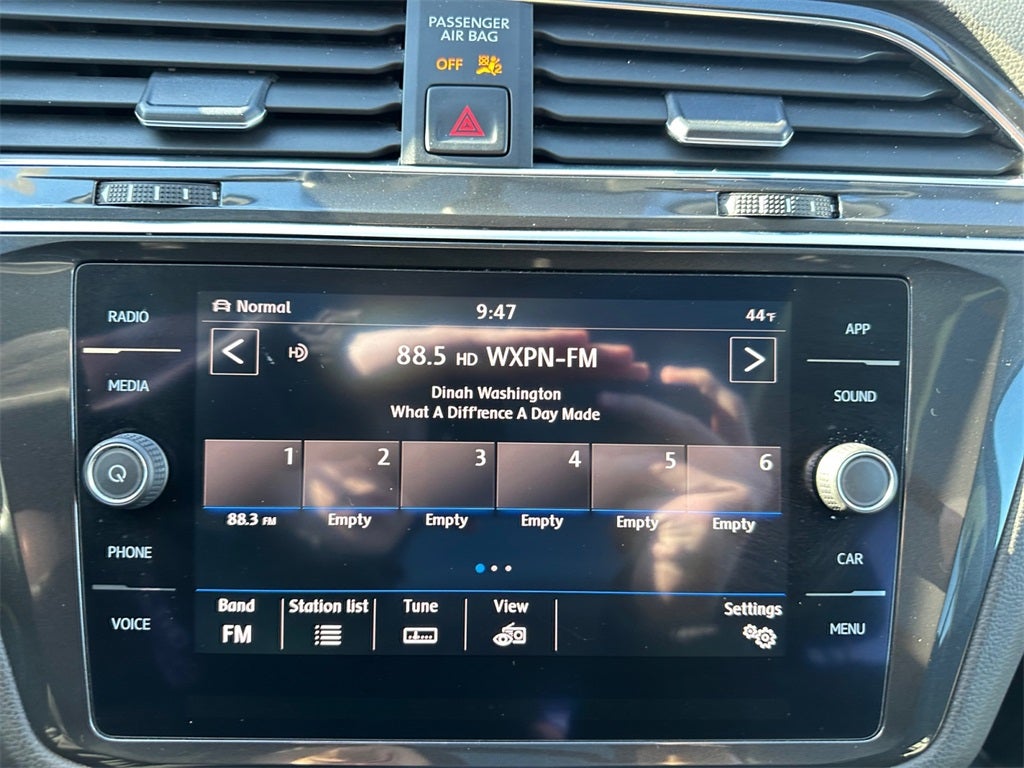 PASSENGER
AIR BAG
OFF 2
Normal 9:47 44°F
RADIO
MEDIA
PHONE
VOICE
HD 88.5 HD WXPN-FM
Dinah Washington
What A Diff'rence A Day Made
1 2 3 4 5 6
88.3 FM Empty Empty Empty Empty Empty
Band Station list Tune View Settings
FM
APP
SOUND
CAR
MENU